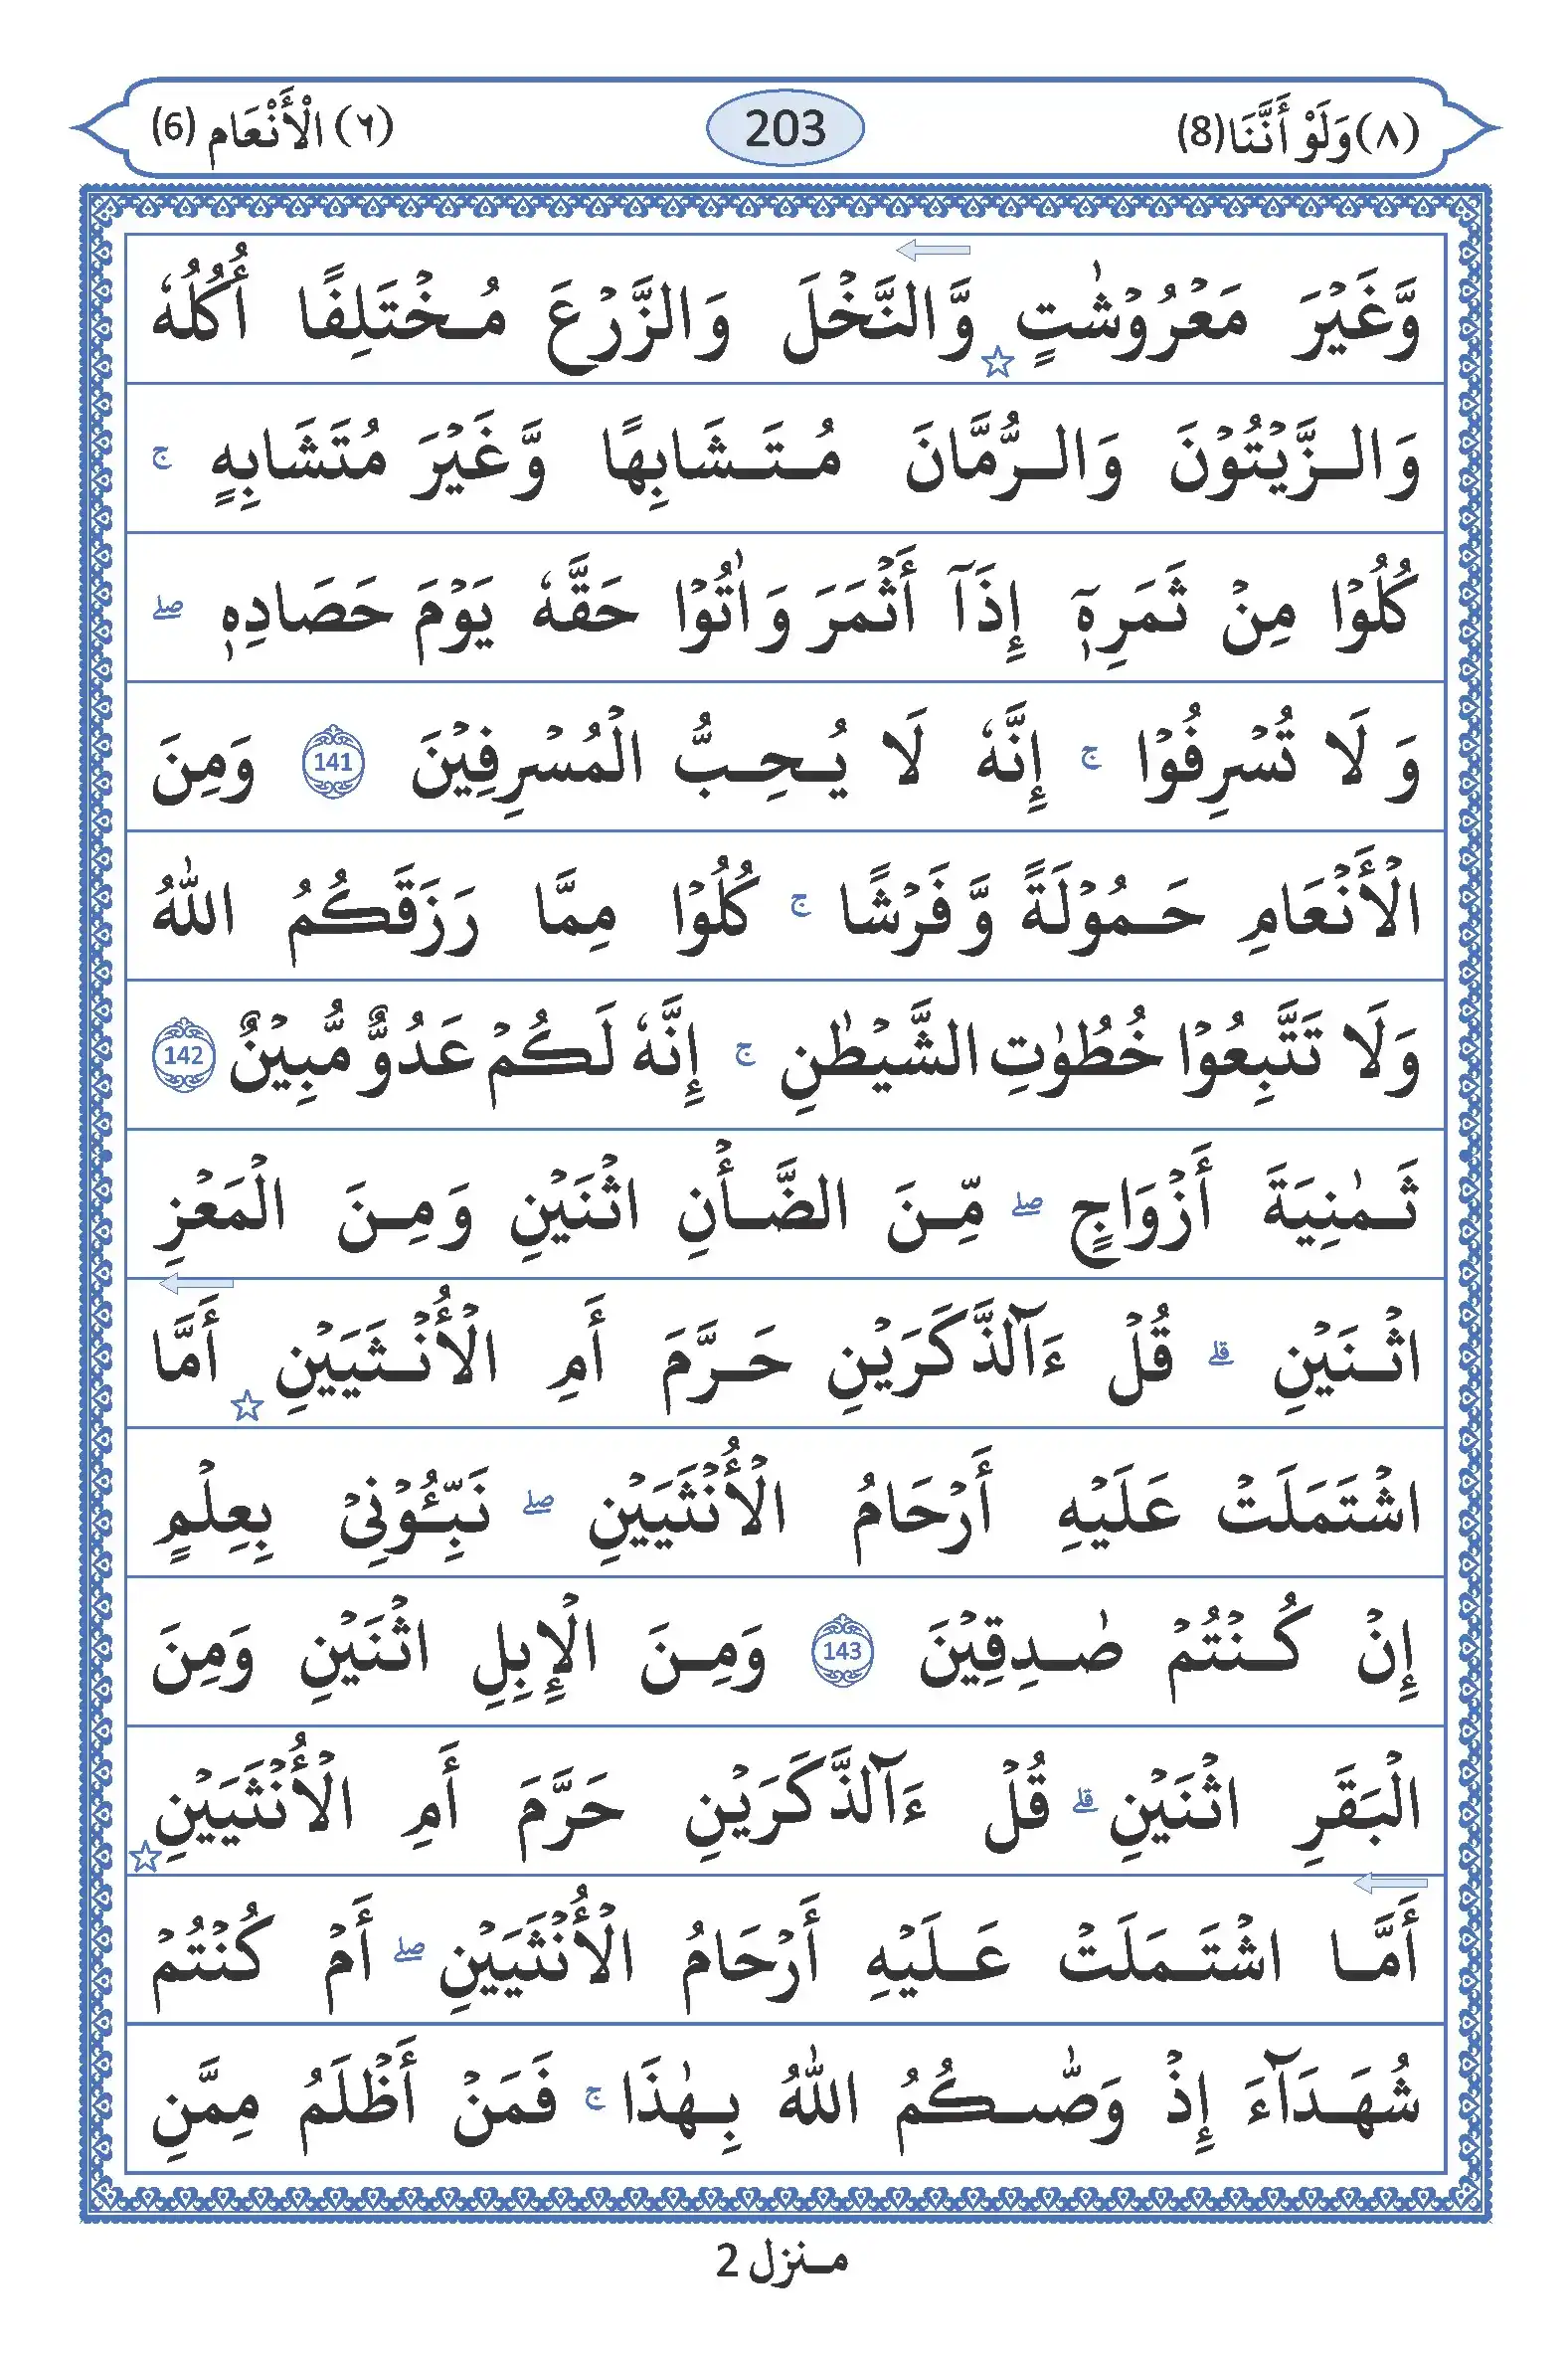 (٨) وَلَوْ أَنَّنَا (8) 203 (٦) الْأَنْعَام (6)
وَّغَيْرَ مَعْرُوْشٰتٍ ☆ وَّالنَّخْلَ وَالزَّرْعَ مُخْتَلِفًا أُكُلُهٗ
وَالزَّيْتُوْنَ وَالرُّمَّانَ مُتَشَابِهًا وَّغَيْرَ مُتَشَابِهٍ ۚ
كُلُوْا مِنْ ثَمَرِهٖٓ إِذَآ أَثْمَرَ وَاٰتُوْا حَقَّهٗ يَوْمَ حَصَادِهٖ ۖ
وَلَا تُسْرِفُوْا ۚ إِنَّهٗ لَا يُحِبُّ الْمُسْرِفِيْنَ 141 وَمِنَ
الْأَنْعَامِ حَمُوْلَةً وَّفَرْشًا ۚ كُلُوْا مِمَّا رَزَقَكُمُ اللّٰهُ
وَلَا تَتَّبِعُوْا خُطُوٰتِ الشَّيْطٰنِ ۚ إِنَّهٗ لَكُمْ عَدُوٌّ مُّبِيْنٌ 142
ثَمٰنِيَةَ أَزْوَاجٍ ۖ مِّنَ الضَّأْنِ اثْنَيْنِ وَمِنَ الْمَعْزِ
اثْنَيْنِ ۗ قُلْ ءَآلذَّكَرَيْنِ حَرَّمَ أَمِ الْأُنْثَيَيْنِ ☆ أَمَّا
اشْتَمَلَتْ عَلَيْهِ أَرْحَامُ الْأُنْثَيَيْنِ ۖ نَبِّـُٔوْنِيْ بِعِلْمٍ
إِنْ كُنْتُمْ صٰدِقِيْنَ 143 وَمِنَ الْإِبِلِ اثْنَيْنِ وَمِنَ
الْبَقَرِ اثْنَيْنِ ۗ قُلْ ءَآلذَّكَرَيْنِ حَرَّمَ أَمِ الْأُنْثَيَيْنِ ☆
أَمَّا اشْتَمَلَتْ عَلَيْهِ أَرْحَامُ الْأُنْثَيَيْنِ ۖ أَمْ كُنْتُمْ
شُهَدَآءَ إِذْ وَصّٰىكُمُ اللّٰهُ بِهٰذَا ۚ فَمَنْ أَظْلَمُ مِمَّنِ
منزل 2